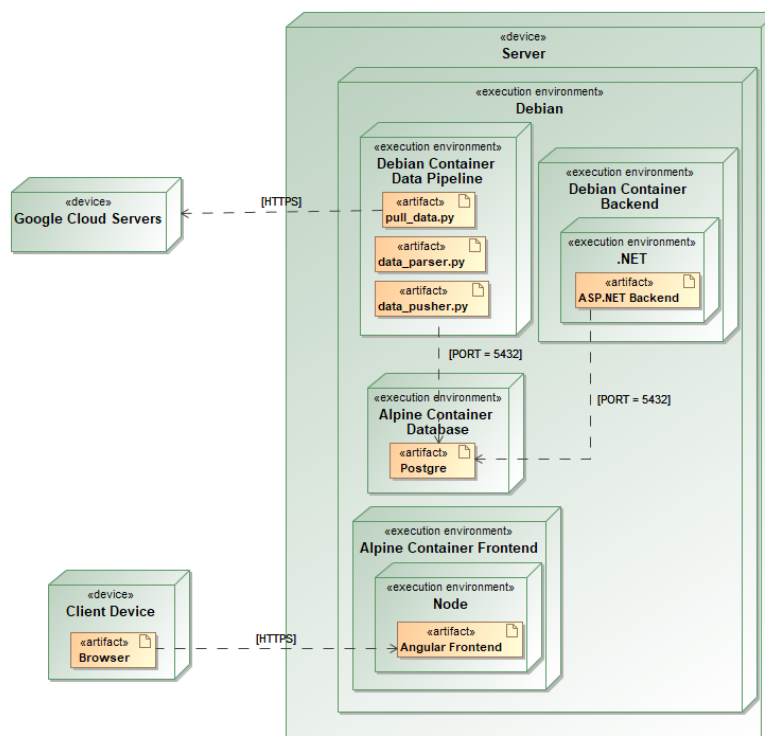 «device»
Server
«execution environment»
Debian
«execution environment»
Debian Container
Data Pipeline
«artifact»
pull_data.py
«artifact»
data_parser.py
«artifact»
data_pusher.py
«execution environment»
Debian Container
Backend
«execution environment»
.NET
«artifact»
ASP.NET Backend
«device»
Google Cloud Servers
[HTTPS]
[PORT = 5432]
[PORT = 5432]
«execution environment»
Alpine Container
Database
«artifact»
Postgre
«execution environment»
Alpine Container Frontend
«execution environment»
Node
«artifact»
Angular Frontend
«device»
Client Device
«artifact»
Browser
[HTTPS]